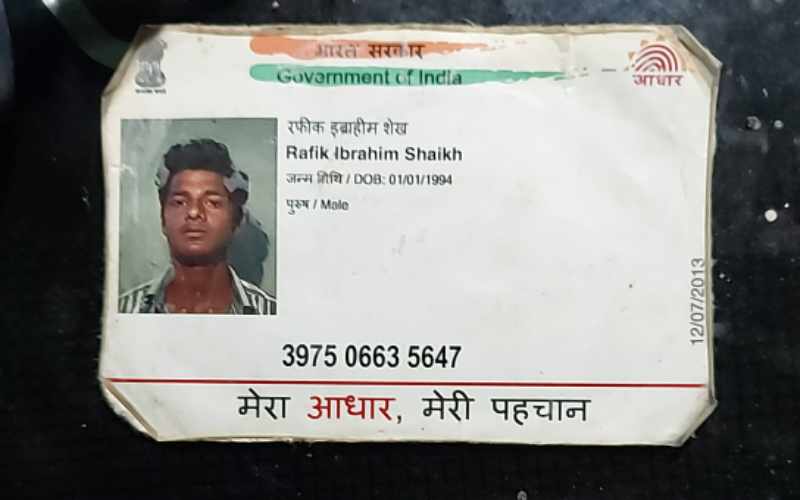 भारत सरकार
Government of India
आधार
रफीक इब्राहीम शेख
Rafik Ibrahim Shaikh
जन्म तिथि / DOB: 01/01/1994
पुरुष / Male
12/07/2013
3975 0663 5647
मेरा आधार, मेरी पहचान